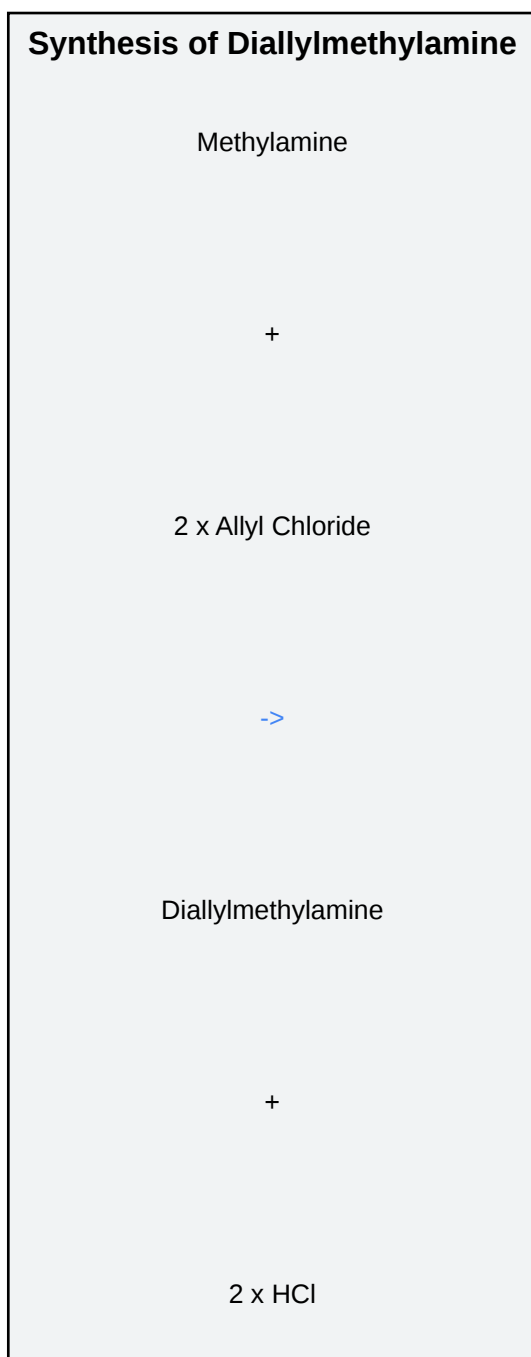 Synthesis of Diallylmethylamine
Methylamine
+
2 x Allyl Chloride
->
Diallylmethylamine
+
2 x HCl